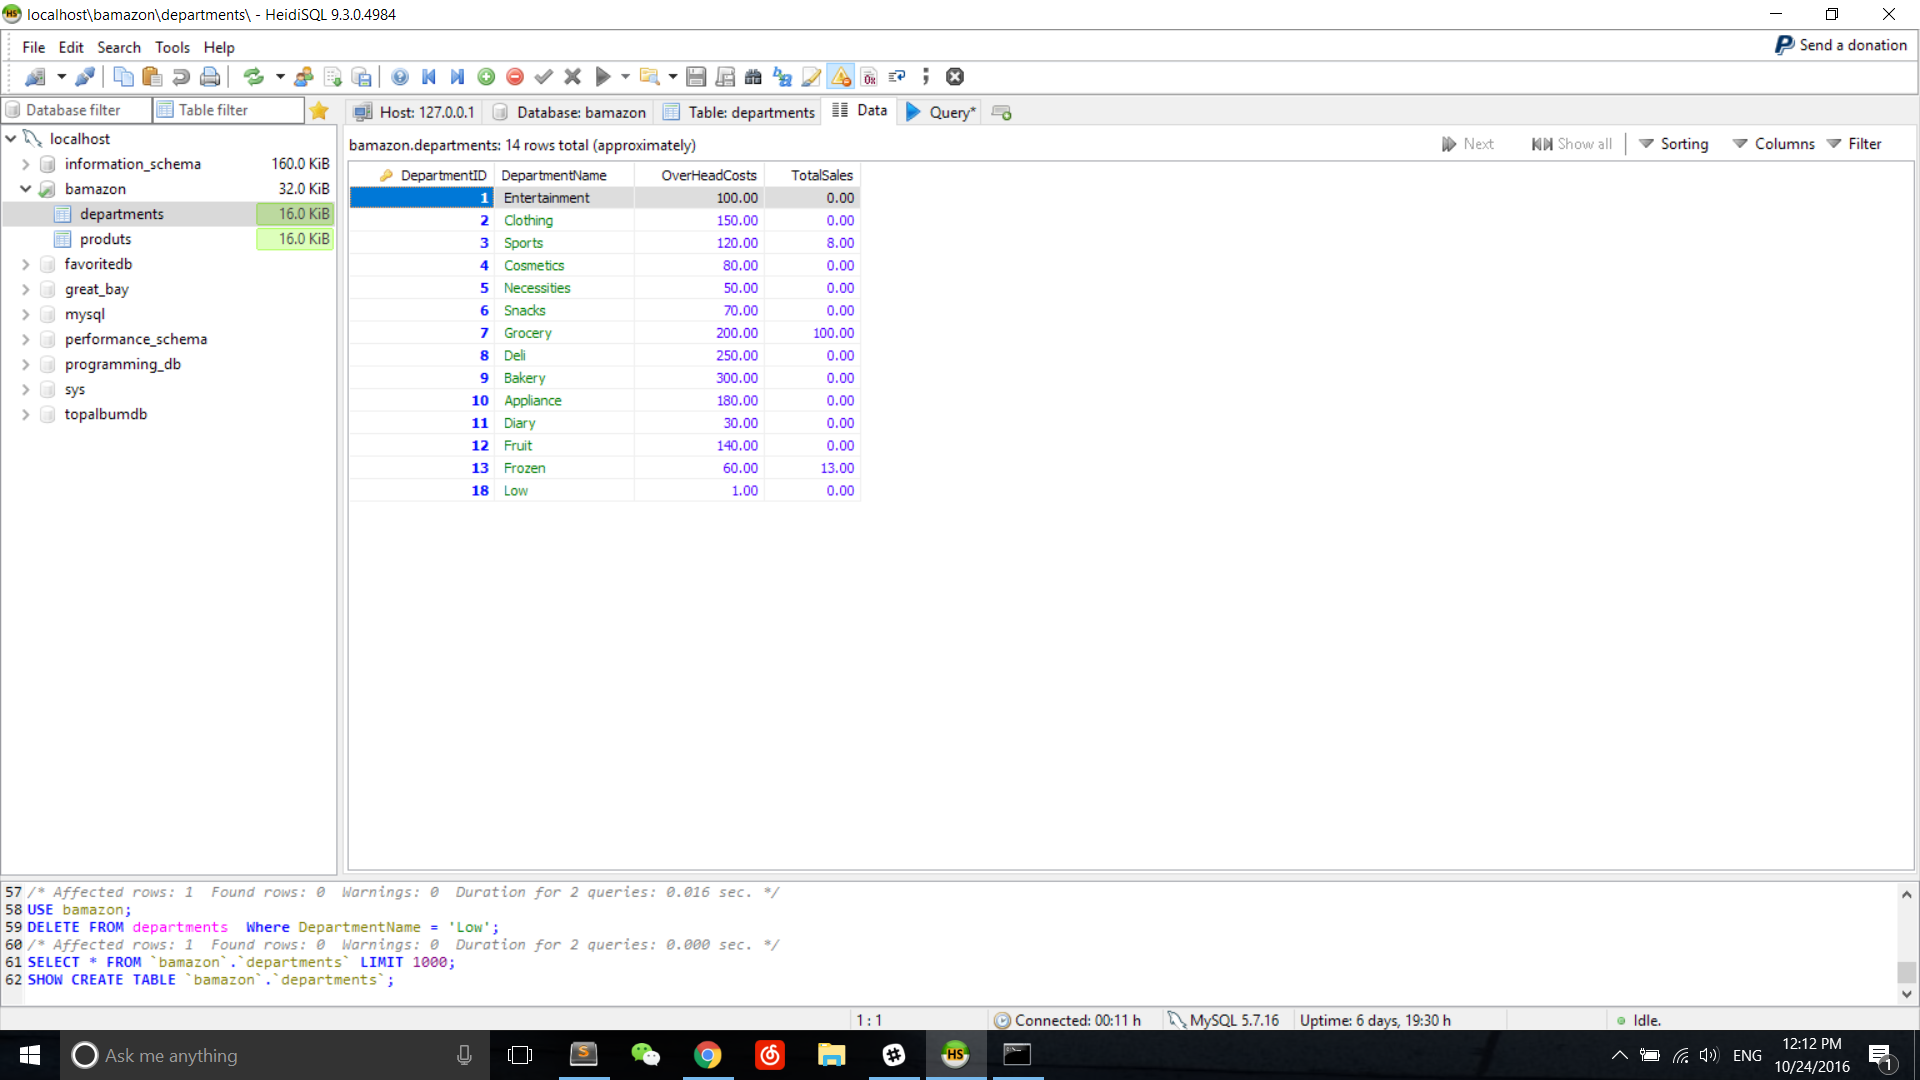 localhost\bamazon\departments\ - HeidiSQL 9.3.0.4984
File Edit Search Tools Help
Send a donation
Database filter
Table filter
Host: 127.0.0.1
Database: bamazon
Table: departments
Data
Query*
localhost
information_schema 160.0 KiB
bamazon 32.0 KiB
departments 16.0 KiB
produts 16.0 KiB
favoritedb
great_bay
mysql
performance_schema
programming_db
sys
topalbumdb
bamazon.departments: 14 rows total (approximately)
Next Show all Sorting Columns Filter
DepartmentID DepartmentName OverHeadCosts TotalSales
1 Entertainment 100.00 0.00
2 Clothing 150.00 0.00
3 Sports 120.00 8.00
4 Cosmetics 80.00 0.00
5 Necessities 50.00 0.00
6 Snacks 70.00 0.00
7 Grocery 200.00 100.00
8 Deli 250.00 0.00
9 Bakery 300.00 0.00
10 Appliance 180.00 0.00
11 Diary 30.00 0.00
12 Fruit 140.00 0.00
13 Frozen 60.00 13.00
18 Low 1.00 0.00
57 /* Affected rows: 1  Found rows: 0  Warnings: 0  Duration for 2 queries: 0.016 sec. */
58 USE bamazon;
59 DELETE FROM departments  Where DepartmentName = 'Low';
60 /* Affected rows: 1  Found rows: 0  Warnings: 0  Duration for 2 queries: 0.000 sec. */
61 SELECT * FROM `bamazon`.`departments` LIMIT 1000;
62 SHOW CREATE TABLE `bamazon`.`departments`;
1 : 1
Connected: 00:11 h
MySQL 5.7.16
Uptime: 6 days, 19:30 h
Idle.
Ask me anything
S
HS
ENG
12:12 PM
10/24/2016
1